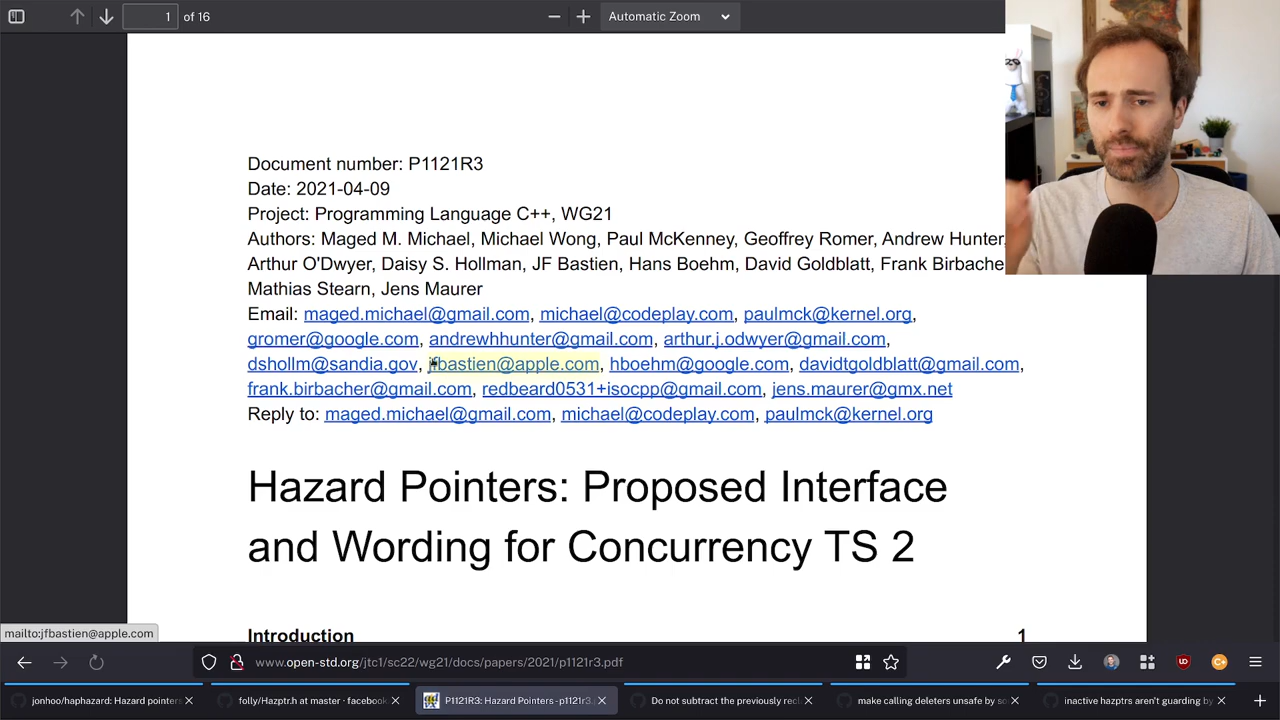 1 of 16
Automatic Zoom
Document number: P1121R3
Date: 2021-04-09
Project: Programming Language C++, WG21
Authors: Maged M. Michael, Michael Wong, Paul McKenney, Geoffrey Romer, Andrew Hunter,
Arthur O'Dwyer, Daisy S. Hollman, JF Bastien, Hans Boehm, David Goldblatt, Frank Birbache
Mathias Stearn, Jens Maurer
Email: maged.michael@gmail.com, michael@codeplay.com, paulmck@kernel.org,
gromer@google.com, andrewhhunter@gmail.com, arthur.j.odwyer@gmail.com,
dshollm@sandia.gov, jfbastien@apple.com, hboehm@google.com, davidtgoldblatt@gmail.com,
frank.birbacher@gmail.com, redbeard0531+isocpp@gmail.com, jens.maurer@gmx.net
Reply to: maged.michael@gmail.com, michael@codeplay.com, paulmck@kernel.org
Hazard Pointers: Proposed Interface
and Wording for Concurrency TS 2
Introduction 1
mailto:jfbastien@apple.com
www.open-std.org/jtc1/sc22/wg21/docs/papers/2021/p1121r3.pdf
jonhoo/haphazard: Hazard pointers
folly/Hazptr.h at master · facebook
P1121R3: Hazard Pointers - p1121r3.
Do not subtract the previously recl
make calling deleters unsafe by so
inactive hazptrs aren't guarding by